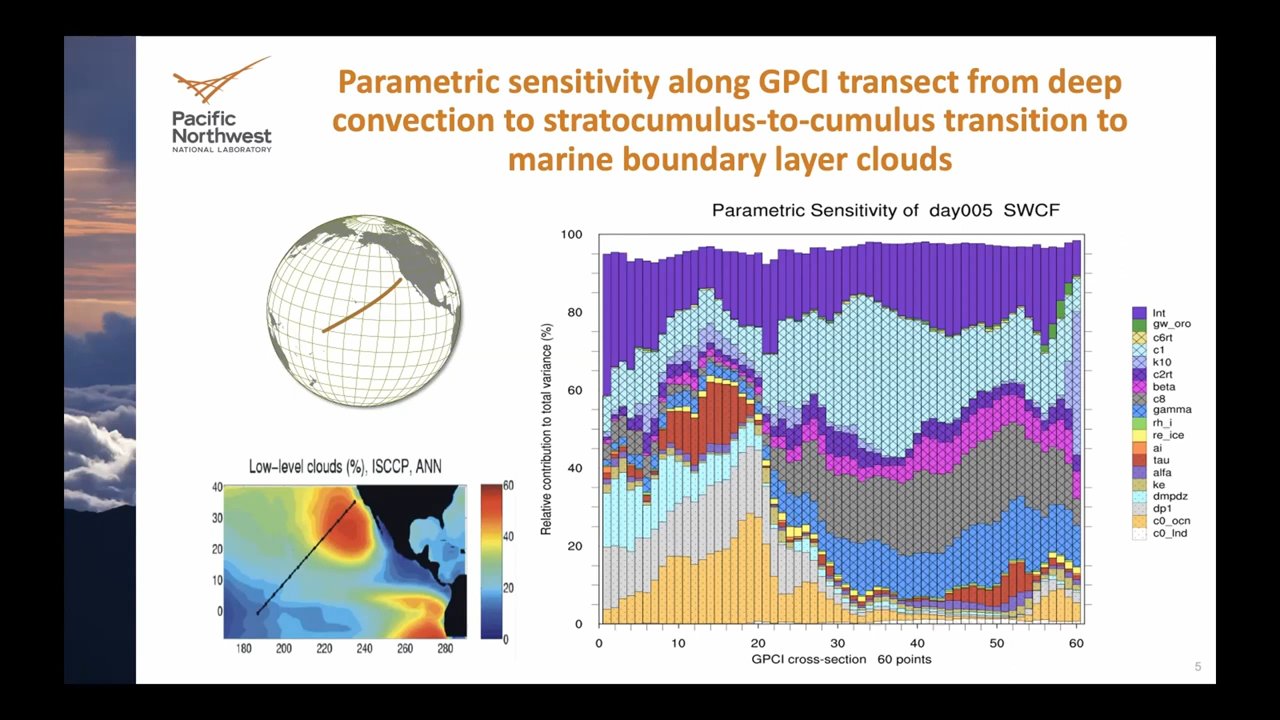 Pacific
Northwest
NATIONAL LABORATORY
Parametric sensitivity along GPCI transect from deep
convection to stratocumulus-to-cumulus transition to
marine boundary layer clouds
Low-level clouds (%), ISCCP, ANN
40
30
20
10
0
180 200 220 240 260 280
60
40
20
0
Parametric Sensitivity of day005 SWCF
Relative contribution to total variance (%)
100
80
60
40
20
0
0 10 20 30 40 50 60
GPCI cross-section 60 points
Int
gw_oro
c6rt
c1
k10
c2rt
beta
c8
gamma
rh_i
re_ice
ai
tau
alfa
ke
dmpdz
dp1
c0_ocn
c0_lnd
5